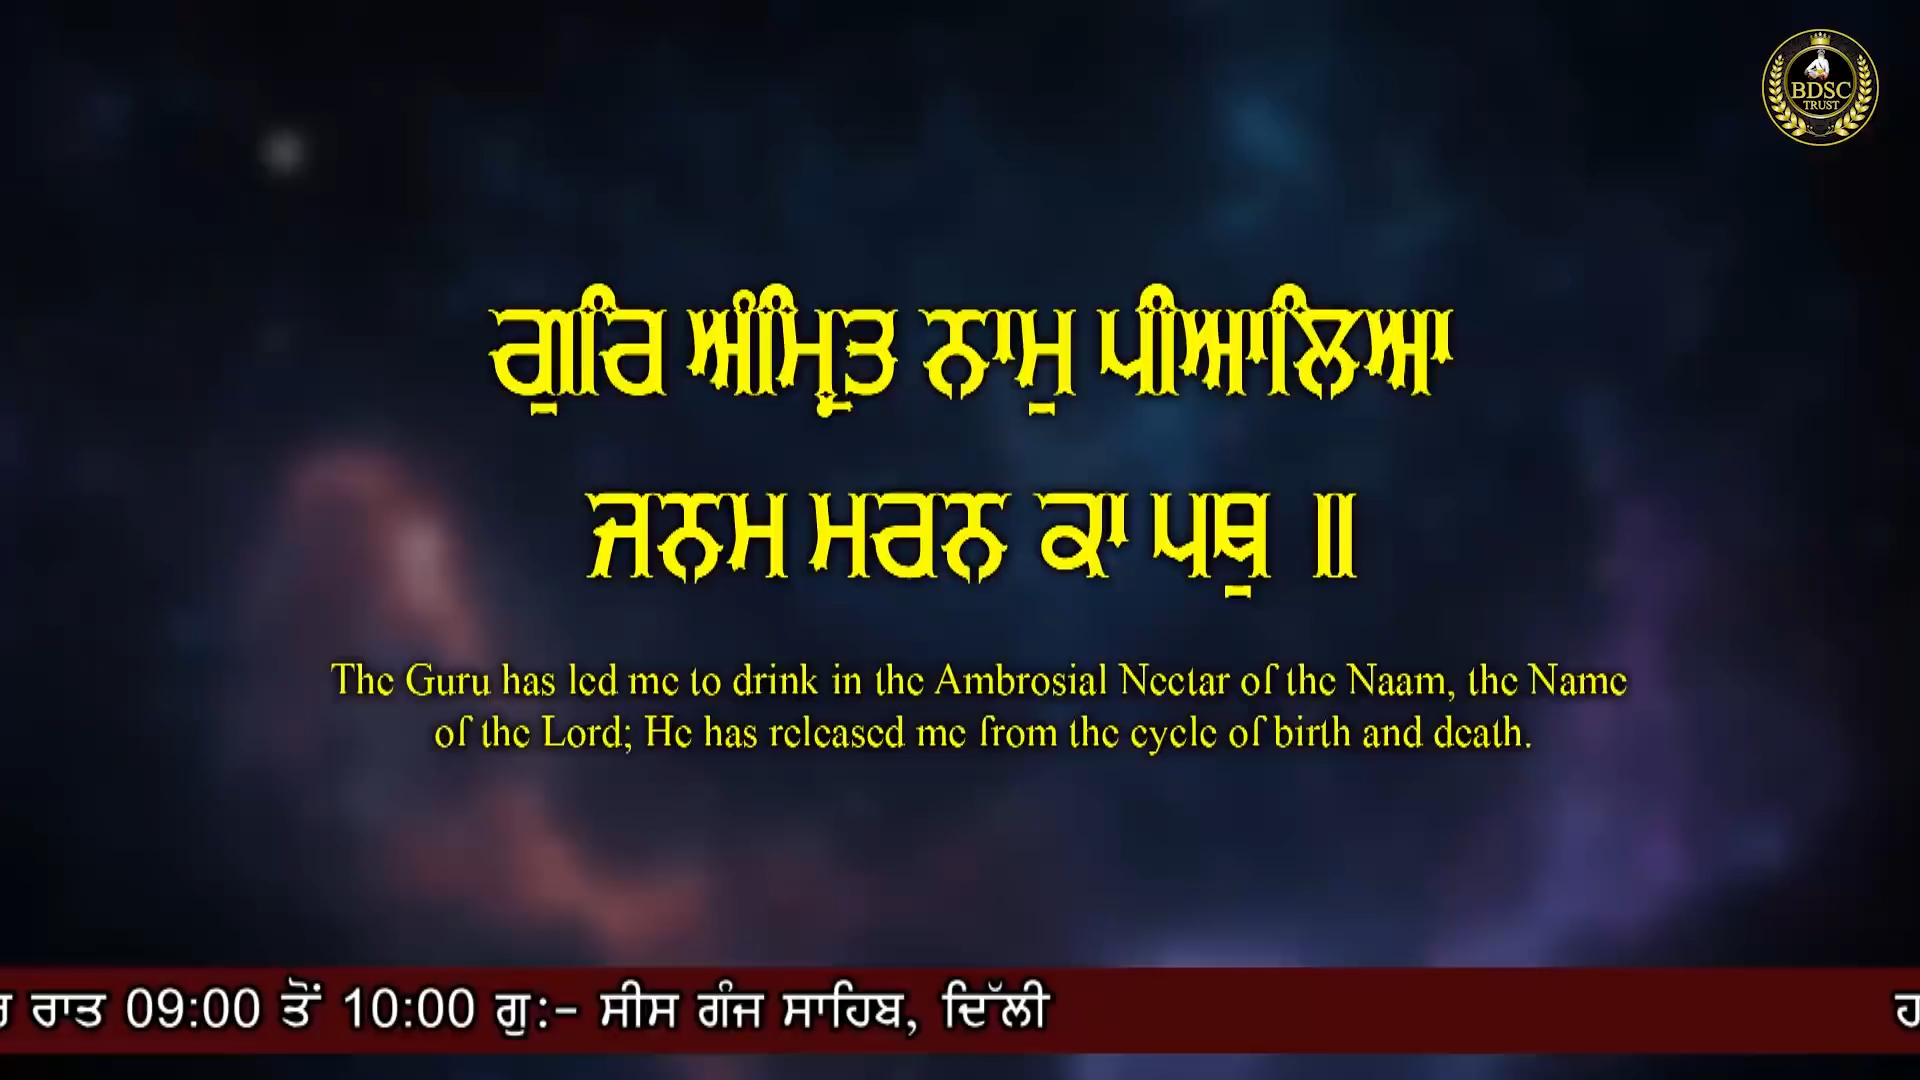 BDSC
TRUST
ਗੁਰਿ ਅੰਮ੍ਰਿਤ ਨਾਮੁ ਪੀਆਲਿਆ
ਜਨਮ ਮਰਨ ਕਾ ਪਥੁ ॥
The Guru has led me to drink in the Ambrosial Nectar of the Naam, the Name
of the Lord; He has released me from the cycle of birth and death.
ਰਾਤ 09:00 ਤੋਂ 10:00 ਗੁ:- ਸੀਸ ਗੰਜ ਸਾਹਿਬ, ਦਿੱਲੀ